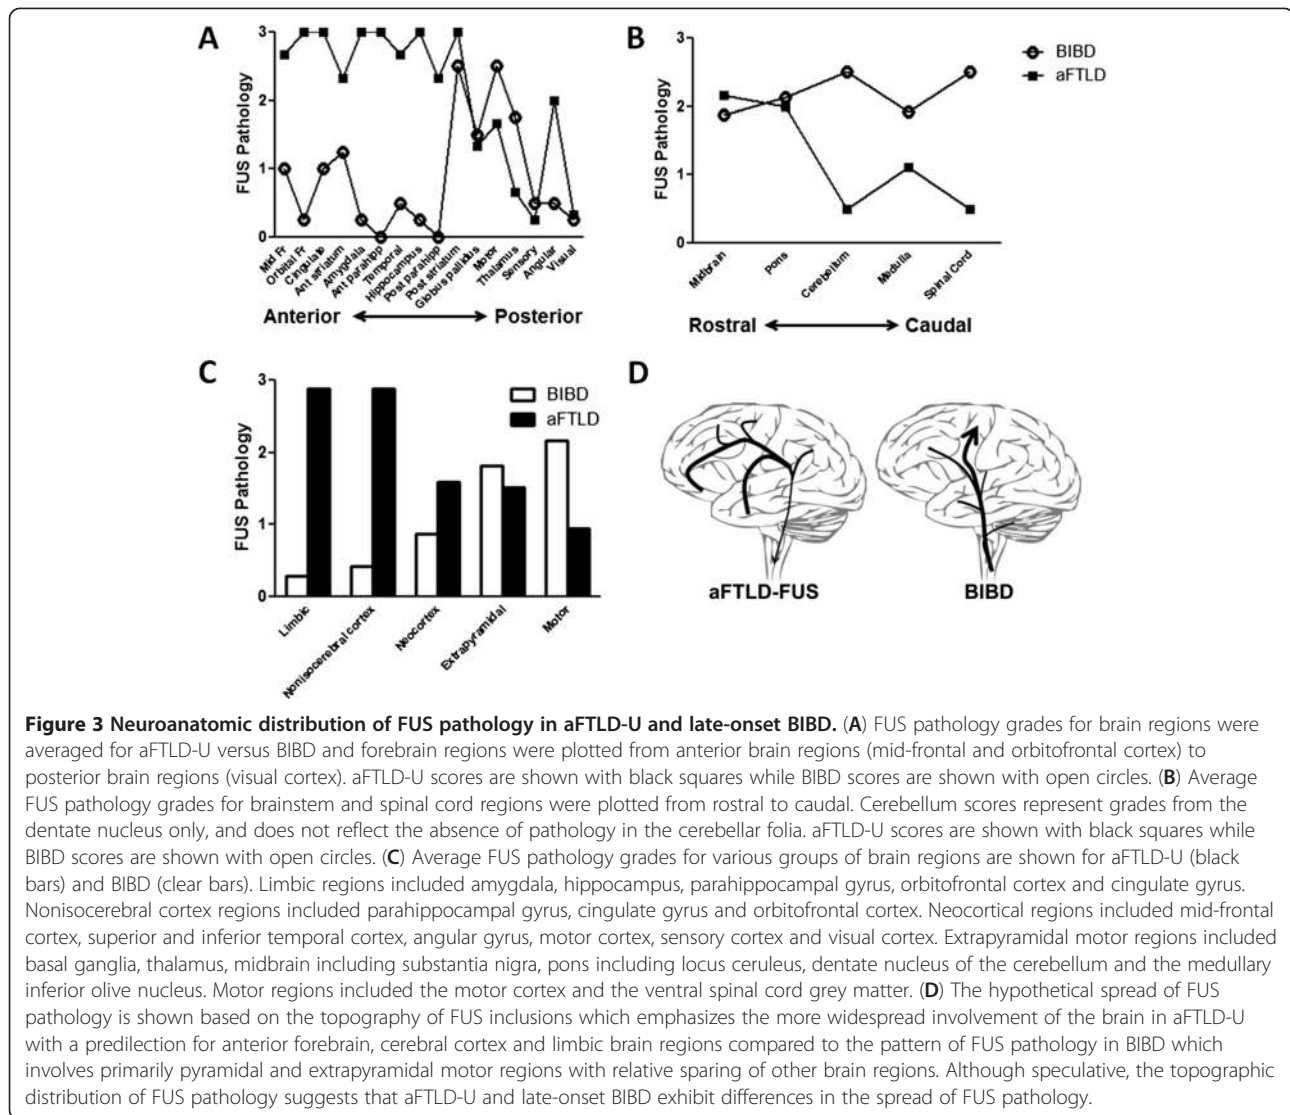 A
FUS Pathology
3
2
1
0
Mid Fr
Orbital Fr
Cingulate
Ant striatum
Amygdala
Ant parahipp
Temporal
Hippocampus
Post parahipp
Post striatum
Globus pallidus
Motor
Thalamus
Sensory
Angular
Visual
Anterior
Posterior
B
FUS Pathology
3
2
1
0
Midbrain
Pons
Cerebellum
Medulla
Spinal Cord
Rostral
Caudal
BIBD
aFTLD
C
FUS Pathology
3
2
1
0
BIBD
aFTLD
Limbic
Nonisocerebral cortex
Neocortex
Extrapyramidal
Motor
D
aFTLD-FUS
BIBD
Figure 3 Neuroanatomic distribution of FUS pathology in aFTLD-U and late-onset BIBD. (A) FUS pathology grades for brain regions were
averaged for aFTLD-U versus BIBD and forebrain regions were plotted from anterior brain regions (mid-frontal and orbitofrontal cortex) to
posterior brain regions (visual cortex). aFTLD-U scores are shown with black squares while BIBD scores are shown with open circles. (B) Average
FUS pathology grades for brainstem and spinal cord regions were plotted from rostral to caudal. Cerebellum scores represent grades from the
dentate nucleus only, and does not reflect the absence of pathology in the cerebellar folia. aFTLD-U scores are shown with black squares while
BIBD scores are shown with open circles. (C) Average FUS pathology grades for various groups of brain regions are shown for aFTLD-U (black
bars) and BIBD (clear bars). Limbic regions included amygdala, hippocampus, parahippocampal gyrus, orbitofrontal cortex and cingulate gyrus.
Nonisocerebral cortex regions included parahippocampal gyrus, cingulate gyrus and orbitofrontal cortex. Neocortical regions included mid-frontal
cortex, superior and inferior temporal cortex, angular gyrus, motor cortex, sensory cortex and visual cortex. Extrapyramidal motor regions included
basal ganglia, thalamus, midbrain including substantia nigra, pons including locus ceruleus, dentate nucleus of the cerebellum and the medullary
inferior olive nucleus. Motor regions included the motor cortex and the ventral spinal cord grey matter. (D) The hypothetical spread of FUS
pathology is shown based on the topography of FUS inclusions which emphasizes the more widespread involvement of the brain in aFTLD-U
with a predilection for anterior forebrain, cerebral cortex and limbic brain regions compared to the pattern of FUS pathology in BIBD which
involves primarily pyramidal and extrapyramidal motor regions with relative sparing of other brain regions. Although speculative, the topographic
distribution of FUS pathology suggests that aFTLD-U and late-onset BIBD exhibit differences in the spread of FUS pathology.